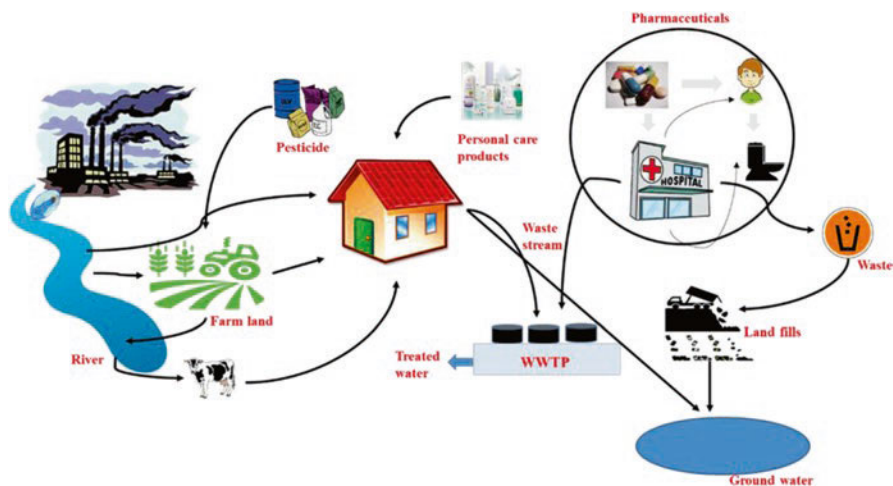 Pharmaceuticals
Pesticide
Personal care
products
HOSPITAL
Waste
stream
Waste
Farm land
Land fills
River
Treated
water
WWTP
Ground water